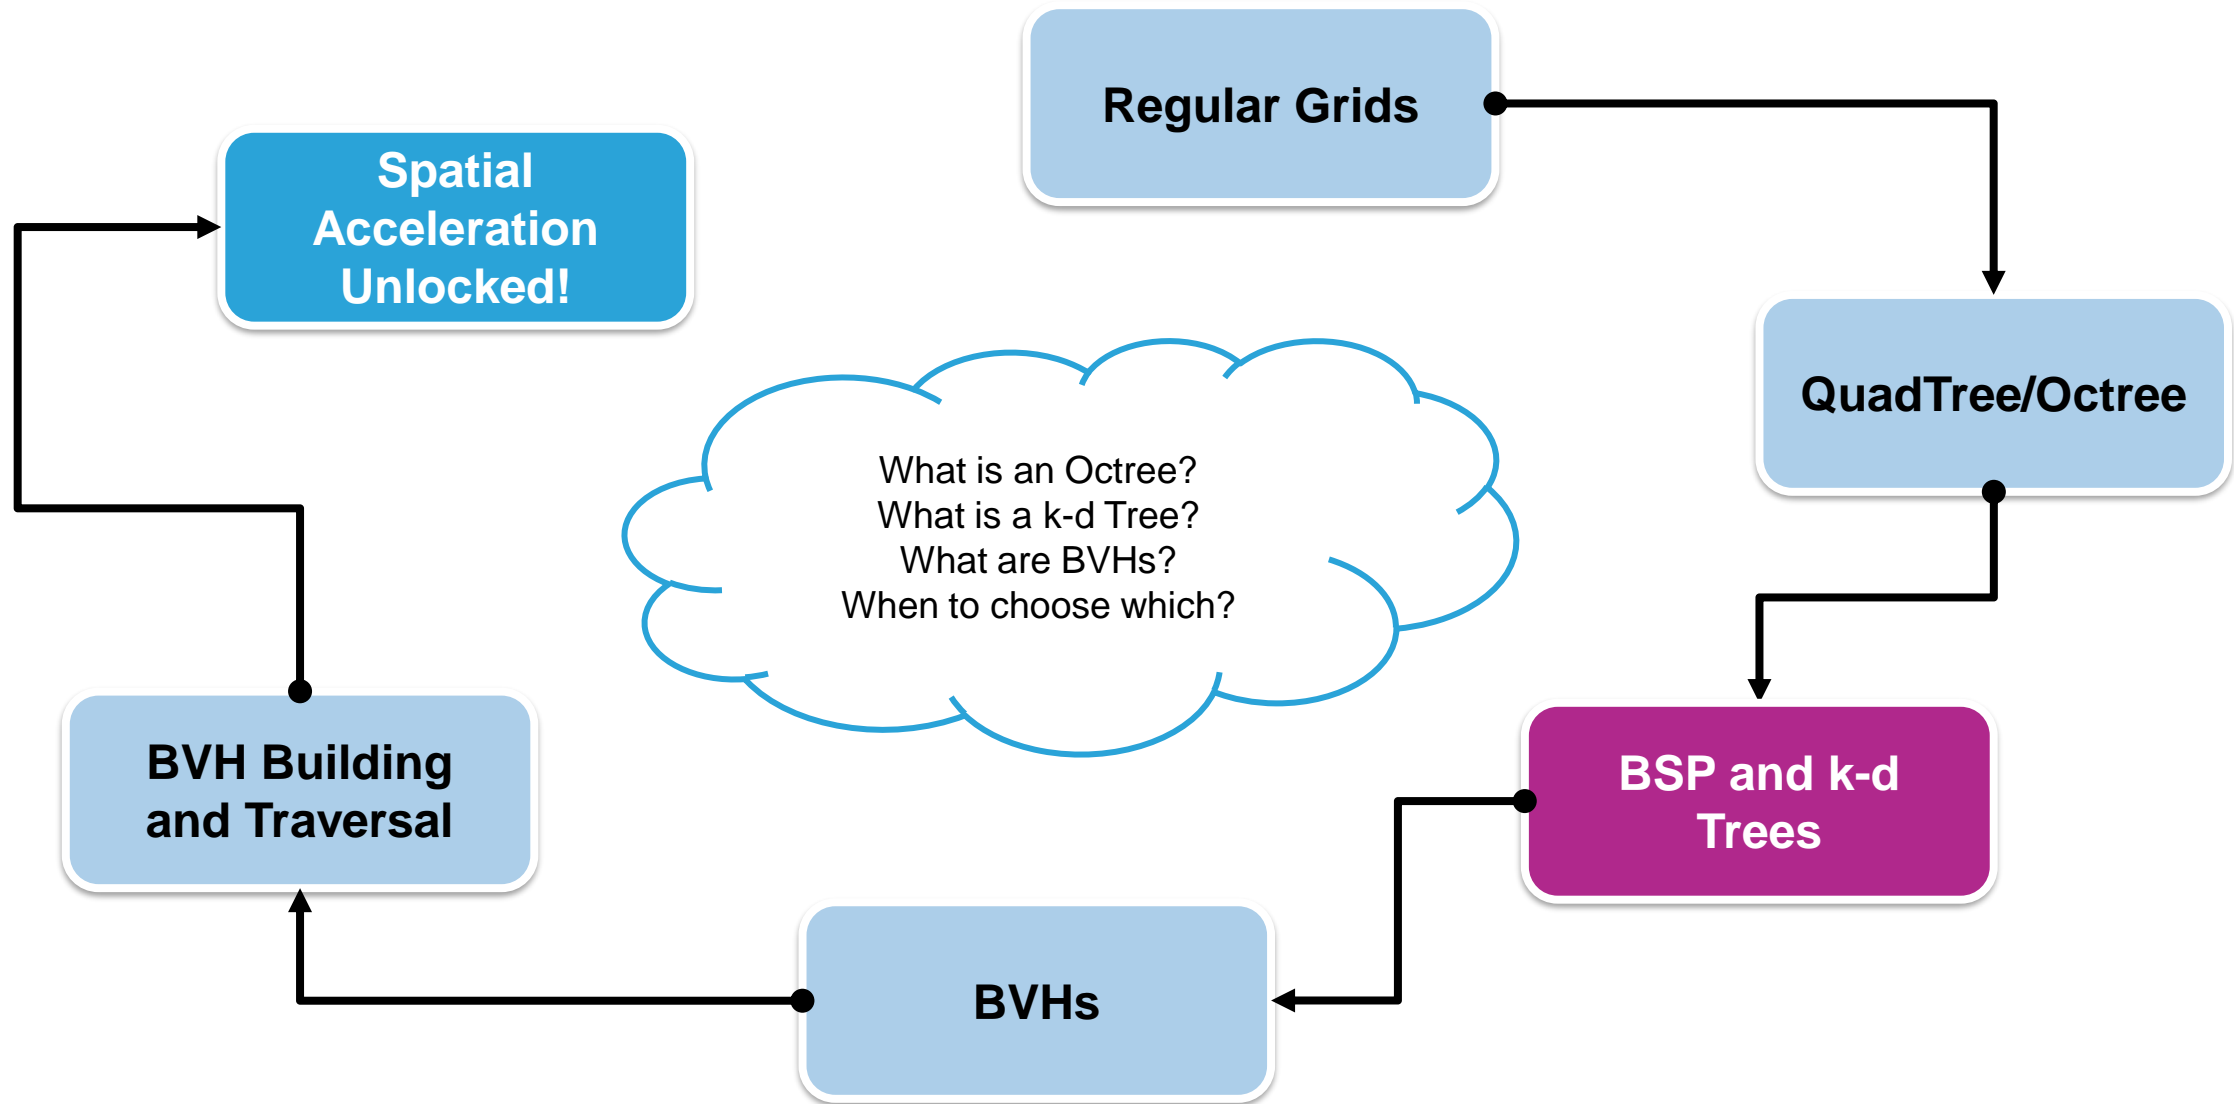 Regular Grids
Spatial
Acceleration
Unlocked!
QuadTree/Octree
What is an Octree?
What is a k-d Tree?
What are BVHs?
When to choose which?
BVH Building
and Traversal
BSP and k-d
Trees
BVHs